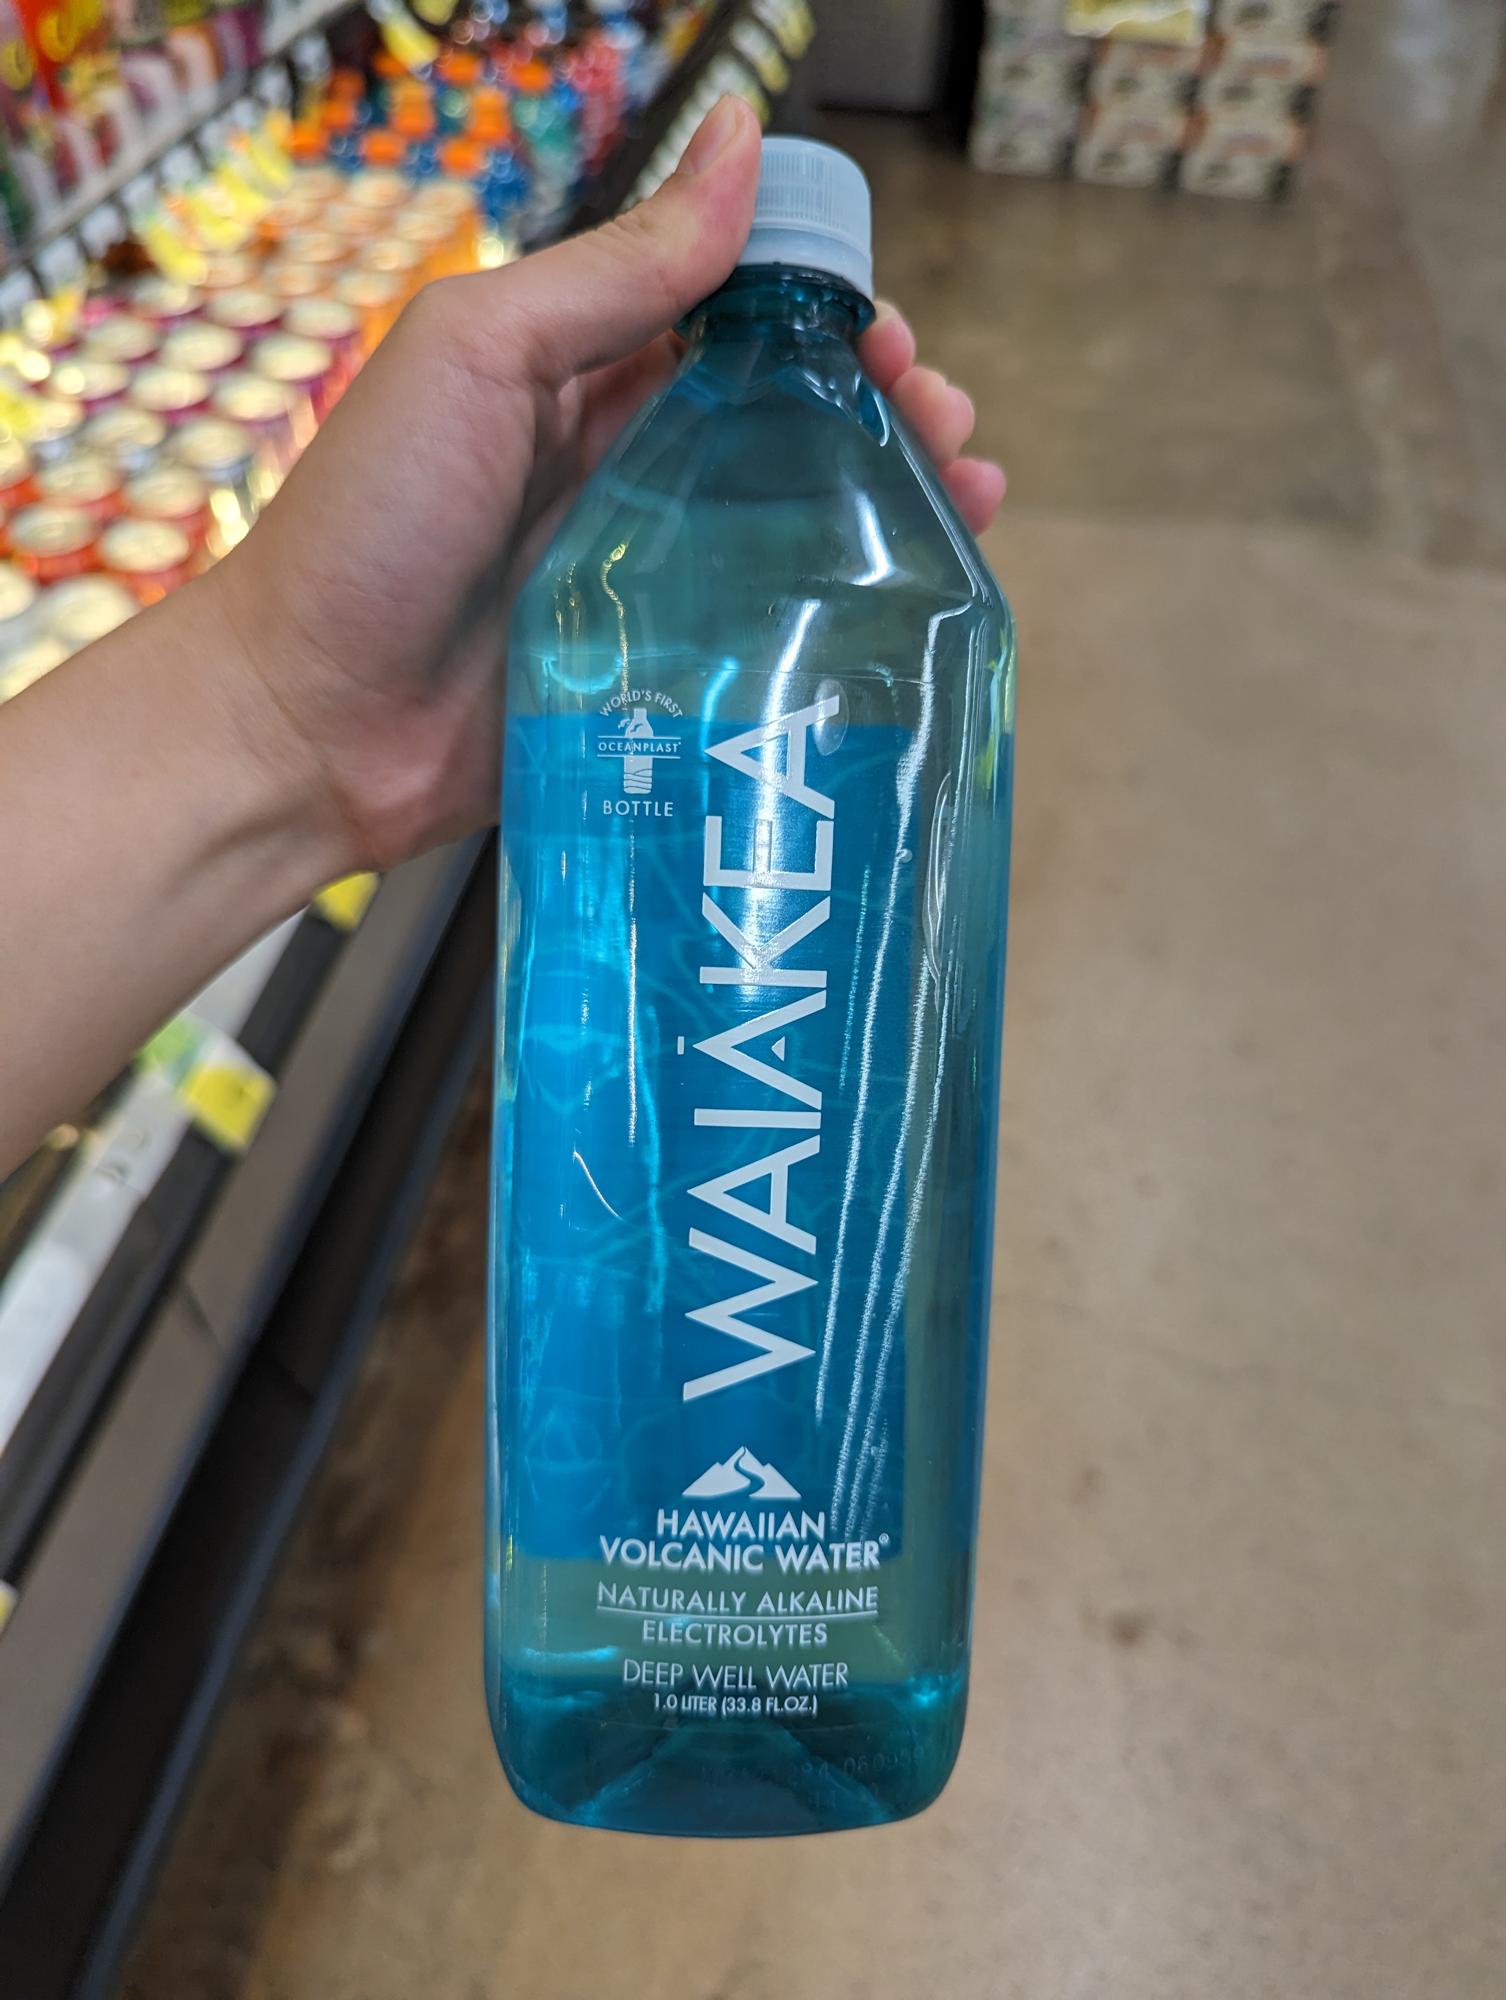 WORLD'S FIRST
OCEANPLAST
BOTTLE
WAIĀKEA
HAWAIIAN
VOLCANIC WATER®
NATURALLY ALKALINE
ELECTROLYTES
DEEP WELL WATER
1.0 LITER (33.8 FL.OZ.)